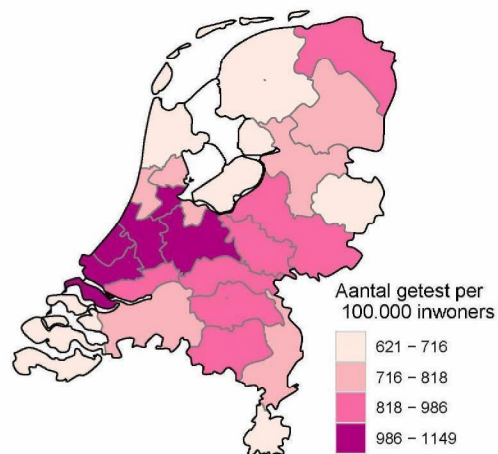 Aantal getest per
100.000 inwoners
621 – 716
716 – 818
818 – 986
986 – 1149